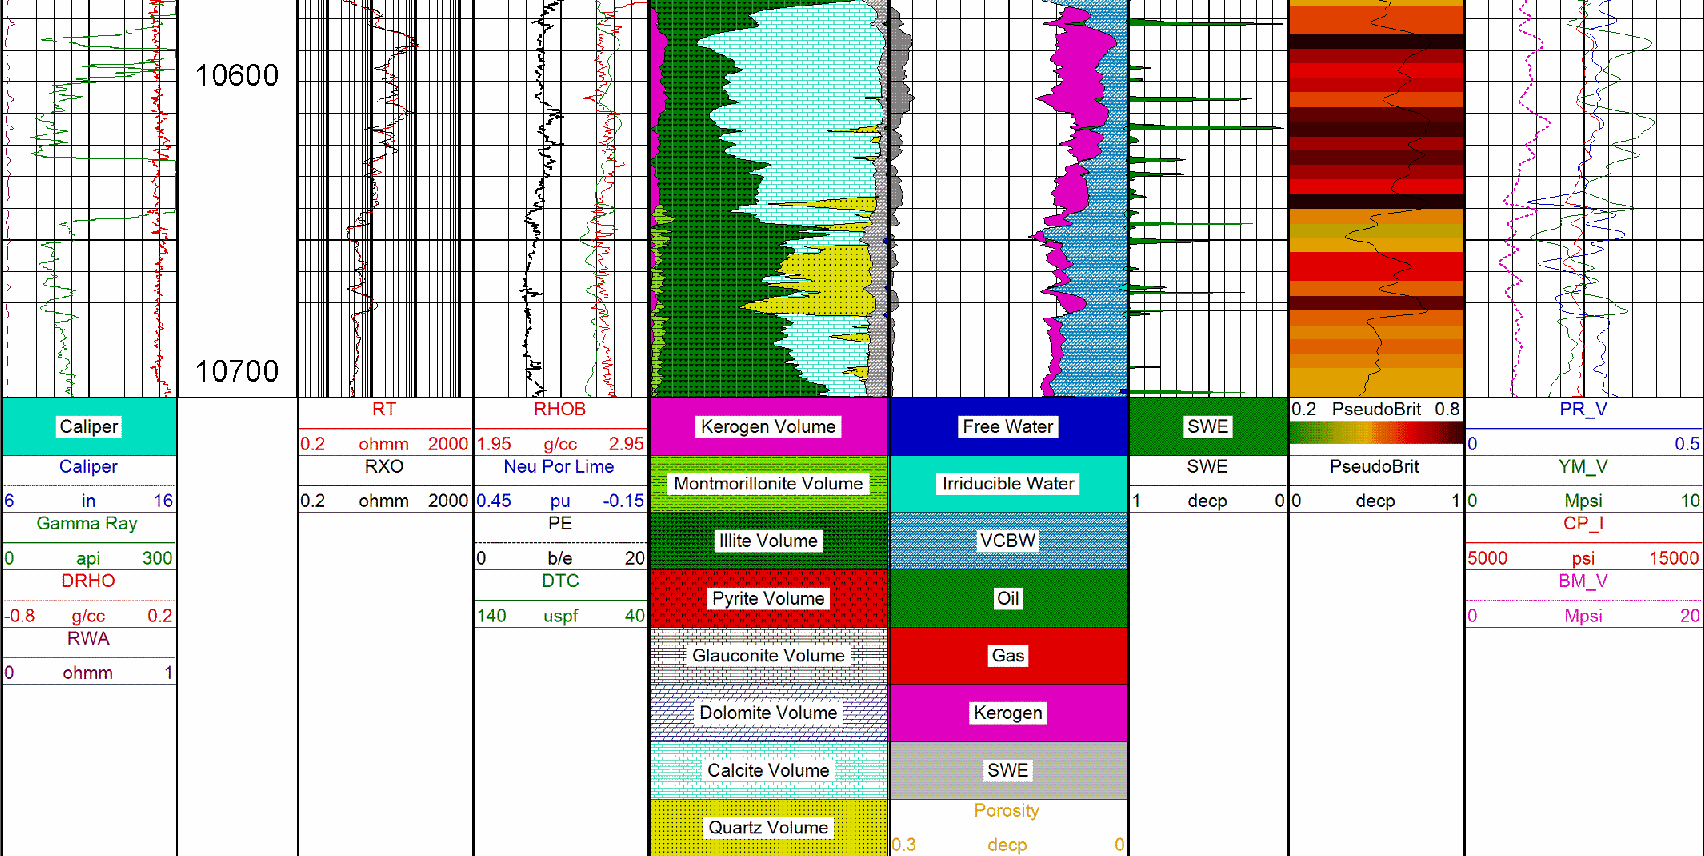 10600
10700
Caliper
Caliper
6 in 16
Gamma Ray
0 api 300
DRHO
-0.8 g/cc 0.2
RWA
0 ohmm 1
RT
0.2 ohmm 2000
RXO
0.2 ohmm 2000
RHOB
1.95 g/cc 2.95
Neu Por Lime
0.45 pu -0.15
PE
0 b/e 20
DTC
140 uspf 40
Kerogen Volume
Montmorillonite Volume
Illite Volume
Pyrite Volume
Glauconite Volume
Dolomite Volume
Calcite Volume
Quartz Volume
Free Water
Irriducible Water
VCBW
Oil
Gas
Kerogen
SWE
Porosity
0.3 decp 0
SWE
SWE
1 decp 0
0.2 PseudoBrit 0.8
PseudoBrit
0 decp 1
PR_V
0 0.5
YM_V
0 Mpsi 10
CP_I
5000 psi 15000
BM_V
0 Mpsi 20